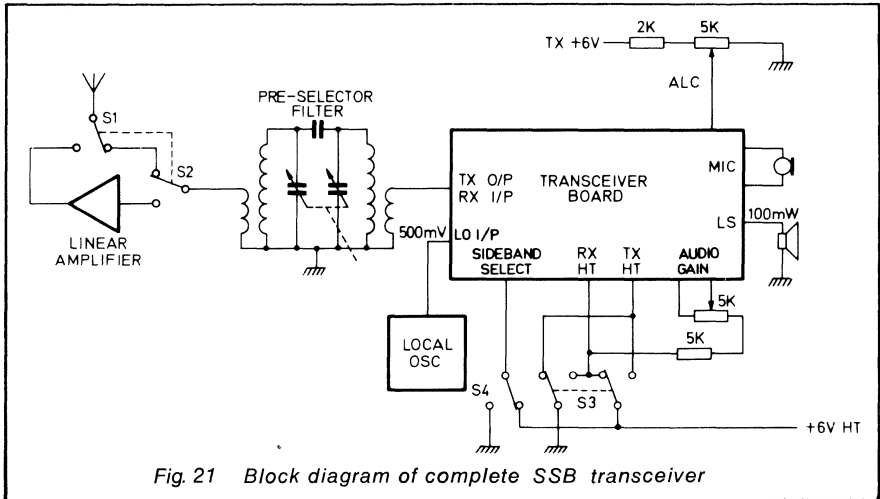 2K 5K
TX +6V
ALC
S1
S2
PRE-SELECTOR
FILTER
LINEAR
AMPLIFIER
TX O/P TRANSCEIVER
RX I/P BOARD
MIC
LS 100mW
500mV LO I/P
SIDEBAND RX TX AUDIO
SELECT HT HT GAIN
5K
5K
LOCAL
OSC
S4
S3
+6V HT
Fig. 21 Block diagram of complete SSB transceiver